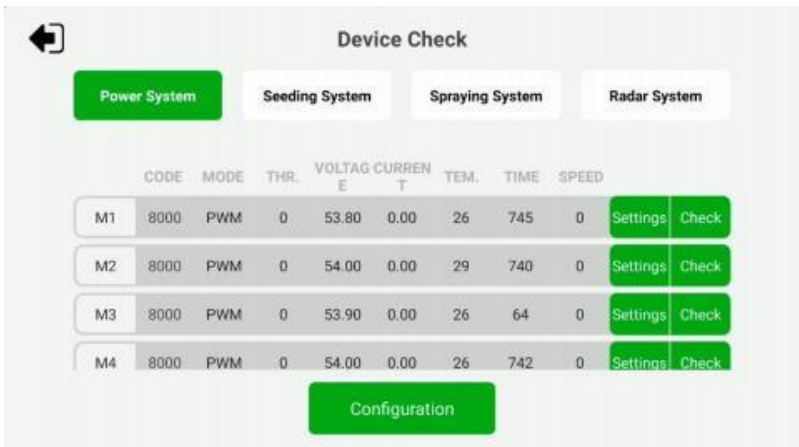 Device Check
Power System Seeding System Spraying System Radar System
CODE MODE THR. VOLTAG CURREN TEM. TIME SPEED
E T
M1 8000 PWM 0 53.80 0.00 26 745 0 Settings Check
M2 8000 PWM 0 54.00 0.00 29 740 0 Settings Check
M3 8000 PWM 0 53.90 0.00 26 64 0 Settings Check
M4 8000 PWM 0 54.00 0.00 26 742 0 Settings Check
Configuration